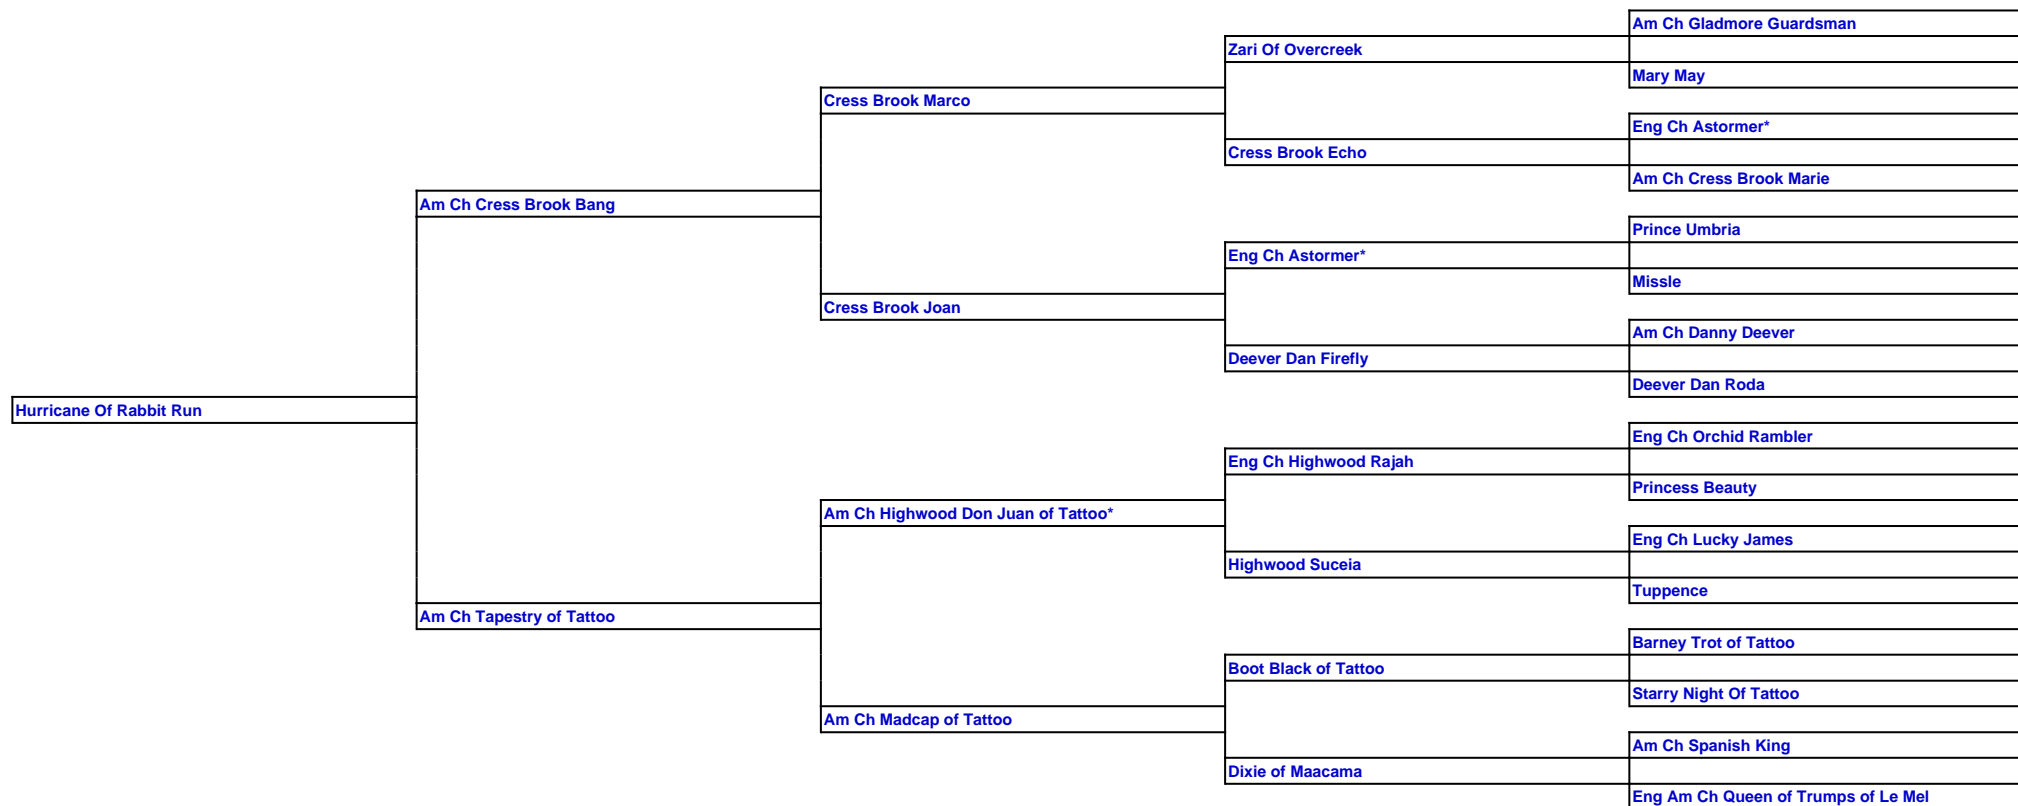 Am Ch Gladmore Guardsman
Zari Of Overcreek
Mary May
Cress Brook Marco
Eng Ch Astormer*
Cress Brook Echo
Am Ch Cress Brook Marie
Am Ch Cress Brook Bang
Prince Umbria
Eng Ch Astormer*
Missle
Cress Brook Joan
Am Ch Danny Deever
Deever Dan Firefly
Deever Dan Roda
Hurricane Of Rabbit Run
Eng Ch Orchid Rambler
Eng Ch Highwood Rajah
Princess Beauty
Am Ch Highwood Don Juan of Tattoo*
Eng Ch Lucky James
Highwood Suceia
Tuppence
Am Ch Tapestry of Tattoo
Barney Trot of Tattoo
Boot Black of Tattoo
Starry Night Of Tattoo
Am Ch Madcap of Tattoo
Am Ch Spanish King
Dixie of Maacama
Eng Am Ch Queen of Trumps of Le Mel